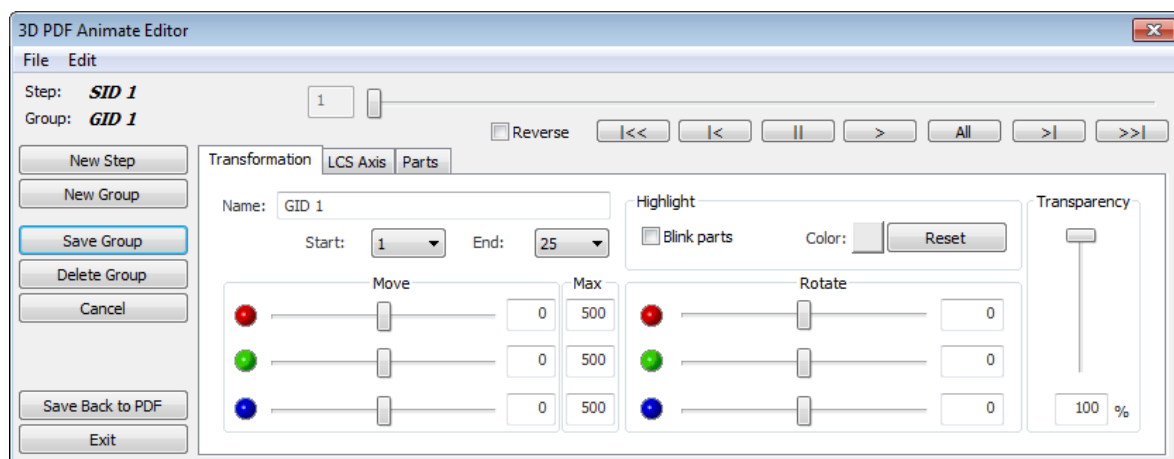 3D PDF Animate Editor
File Edit
Step: SID 1
Group: GID 1
1
Reverse |<< |< || > All >| >>|
New Step
New Group
Save Group
Delete Group
Cancel
Save Back to PDF
Exit
Transformation LCS Axis Parts
Name: GID 1
Start: 1 End: 25
Highlight
Blink parts Color: Reset
Transparency
100 %
Move Max
0 500
0 500
0 500
Rotate
0
0
0